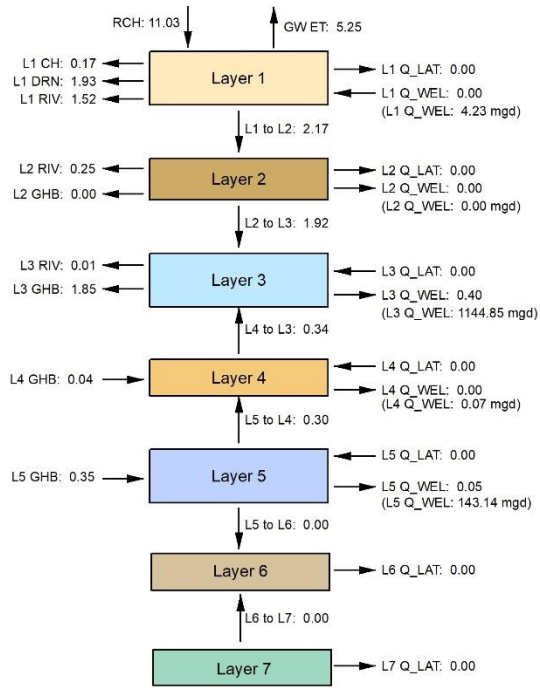 RCH: 11.03
GW ET: 5.25
L1 CH: 0.17
L1 DRN: 1.93
L1 RIV: 1.52
Layer 1
L1 Q_LAT: 0.00
L1 Q_WEL: 0.00
(L1 Q_WEL: 4.23 mgd)
L1 to L2: 2.17
L2 RIV: 0.25
L2 GHB: 0.00
Layer 2
L2 Q_LAT: 0.00
L2 Q_WEL: 0.00
(L2 Q_WEL: 0.00 mgd)
L2 to L3: 1.92
L3 RIV: 0.01
L3 GHB: 1.85
Layer 3
L3 Q_LAT: 0.00
L3 Q_WEL: 0.40
(L3 Q_WEL: 1144.85 mgd)
L4 to L3: 0.34
L4 GHB: 0.04
Layer 4
L4 Q_LAT: 0.00
L4 Q_WEL: 0.00
(L4 Q_WEL: 0.07 mgd)
L5 to L4: 0.30
L5 GHB: 0.35
Layer 5
L5 Q_LAT: 0.00
L5 Q_WEL: 0.05
(L5 Q_WEL: 143.14 mgd)
L5 to L6: 0.00
Layer 6
L6 Q_LAT: 0.00
L6 to L7: 0.00
Layer 7
L7 Q_LAT: 0.00